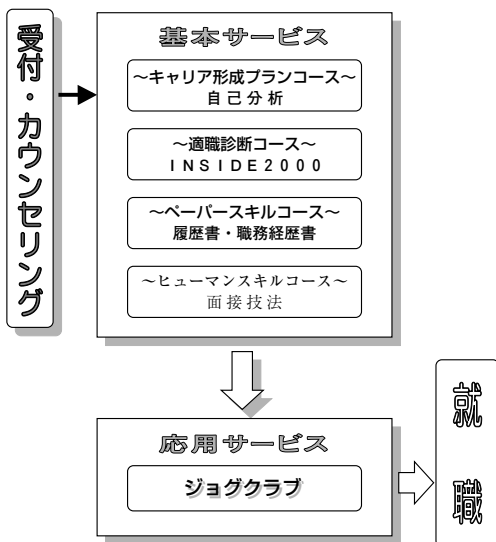 受付・カウンセリング
基本サービス
～キャリア形成プランコース～
自己分析
～適職診断コース～
ＩＮＳＩＤＥ２０００
～ペーパースキルコース～
履歴書・職務経歴書
～ヒューマンスキルコース～
面接技法
応用サービス
ジョグクラブ
就職